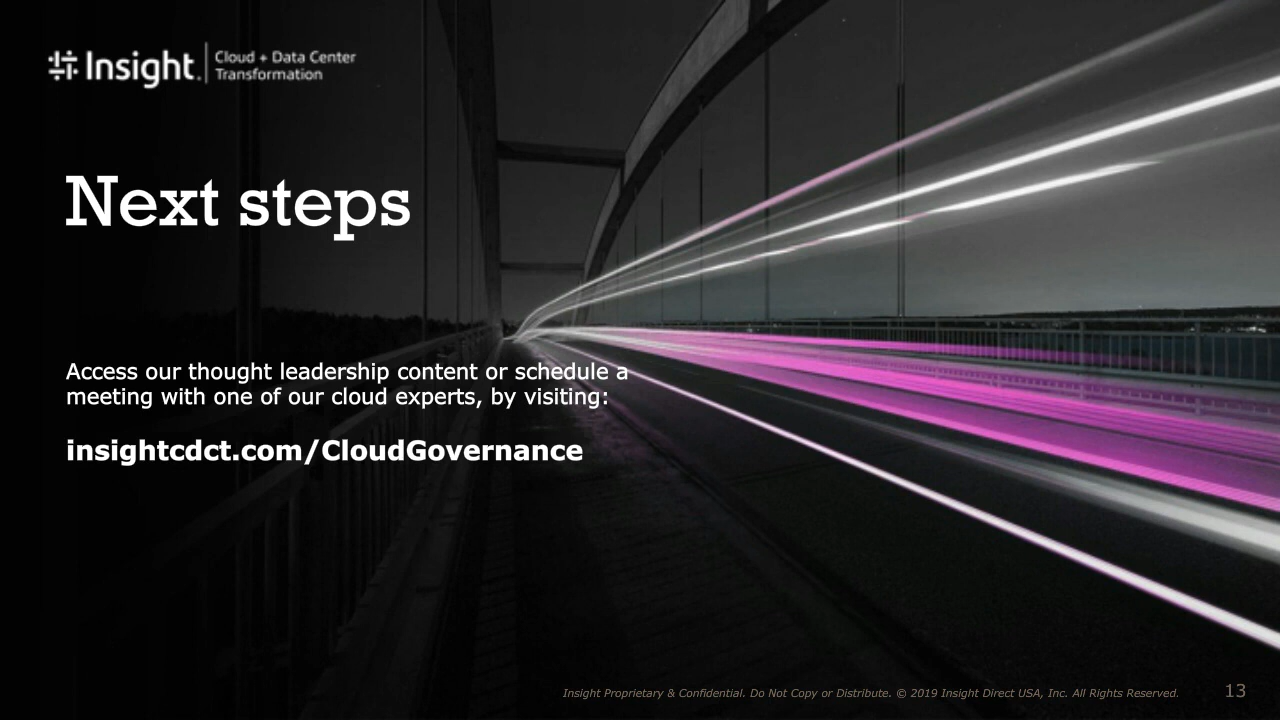 Insight. Cloud + Data Center
Transformation
Next steps
Access our thought leadership content or schedule a
meeting with one of our cloud experts, by visiting:
insightcdct.com/CloudGovernance
Insight Proprietary & Confidential. Do Not Copy or Distribute. © 2019 Insight Direct USA, Inc. All Rights Reserved.
13